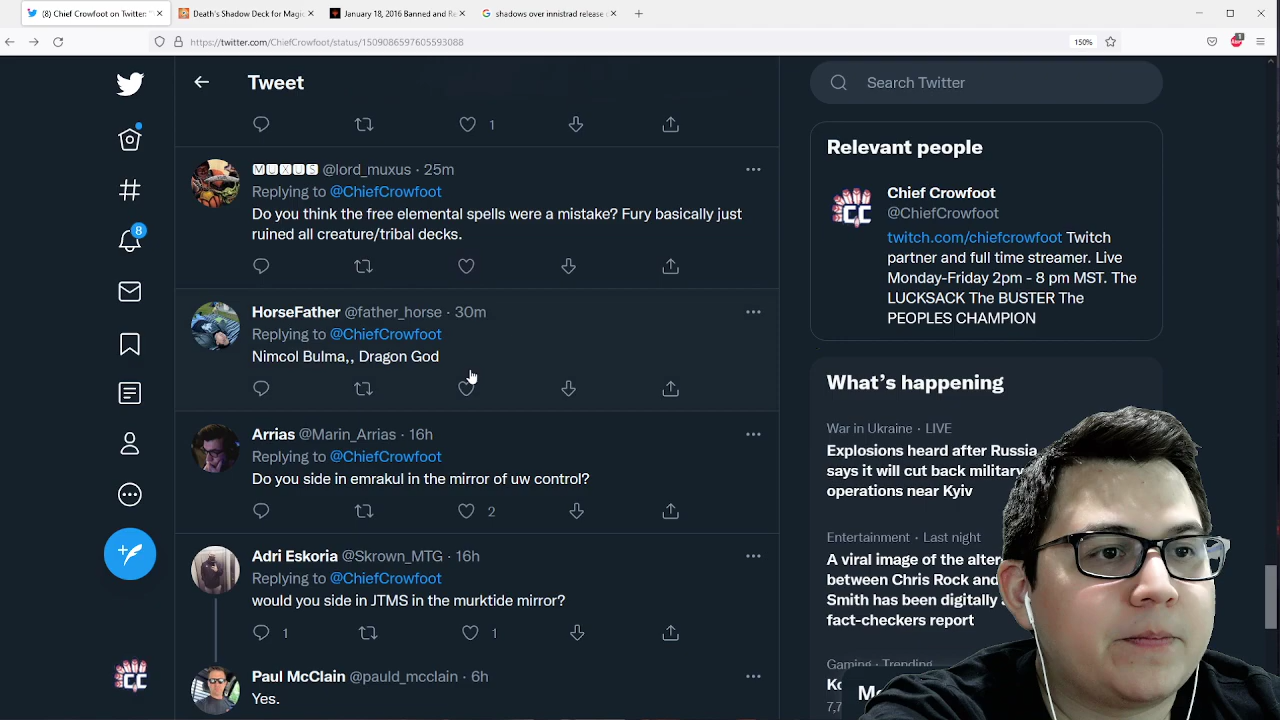 (8) Chief Crowfoot on Twitter: "
Death's Shadow Deck for Magic
January 18, 2016 Banned and Re
shadows over innistrad release
https://twitter.com/ChiefCrowfoot/status/1509086597605593088
150%
Tweet
1
🄼🅄🅇🅄🅂 @lord_muxus · 25m
Replying to @ChiefCrowfoot
Do you think the free elemental spells were a mistake? Fury basically just
ruined all creature/tribal decks.
HorseFather @father_horse · 30m
Replying to @ChiefCrowfoot
Nimcol Bulma,, Dragon God
Arrias @Marin_Arrias · 16h
Replying to @ChiefCrowfoot
Do you side in emrakul in the mirror of uw control?
2
Adri Eskoria @Skrown_MTG · 16h
Replying to @ChiefCrowfoot
would you side in JTMS in the murktide mirror?
1
1
Paul McClain @pauld_mcclain · 6h
Yes.
8
CC
Search Twitter
Relevant people
CC
Chief Crowfoot
@ChiefCrowfoot
twitch.com/chiefcrowfoot Twitch
partner and full time streamer. Live
Monday-Friday 2pm - 8 pm MST. The
LUCKSACK The BUSTER The
PEOPLES CHAMPION
What's happening
War in Ukraine · LIVE
Explosions heard after Russia
says it will cut back military
operations near Kyiv
Entertainment · Last night
A viral image of the alter
between Chris Rock and
Smith has been digitally
fact-checkers report
Gaming · Trending